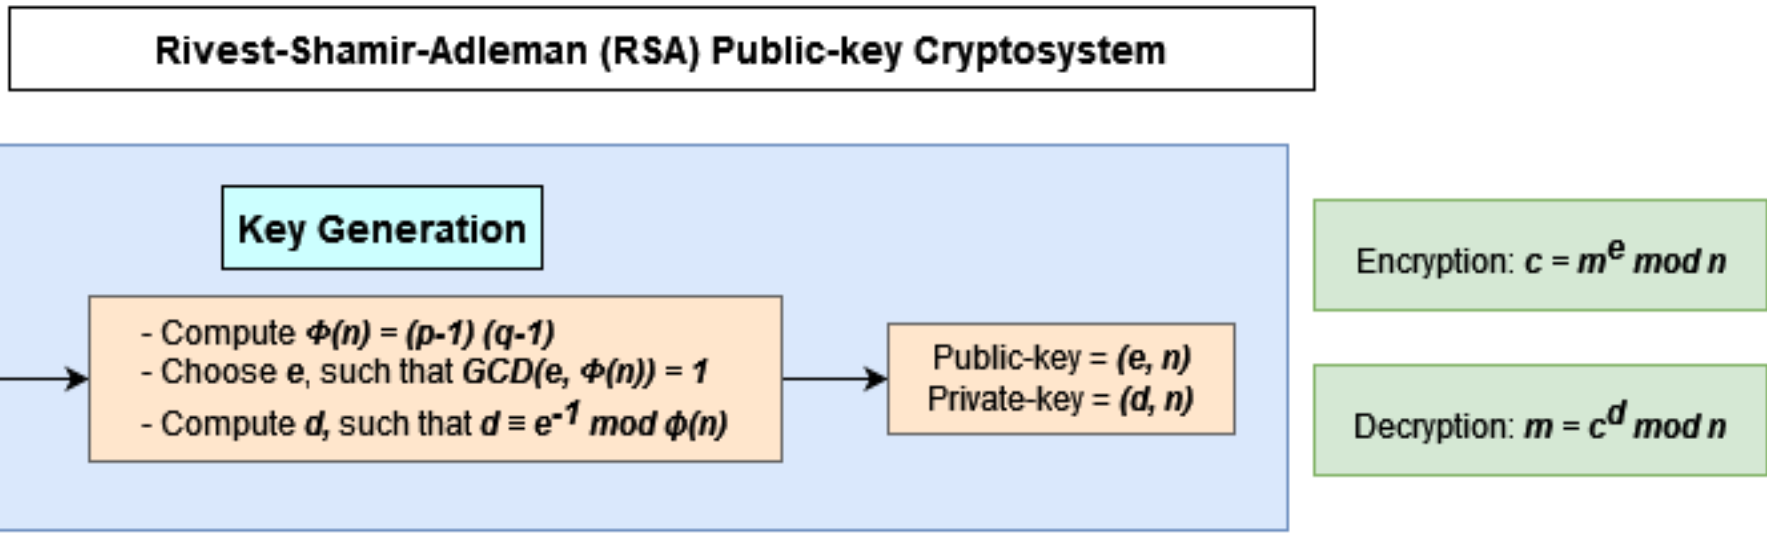 Rivest-Shamir-Adleman (RSA) Public-key Cryptosystem
Key Generation
- Compute Φ(n) = (p-1) (q-1)
- Choose e, such that GCD(e, Φ(n)) = 1
- Compute d, such that d ≡ e⁻¹ mod ϕ(n)
Public-key = (e, n)
Private-key = (d, n)
Encryption: c = mᵉ mod n
Decryption: m = cᵈ mod n